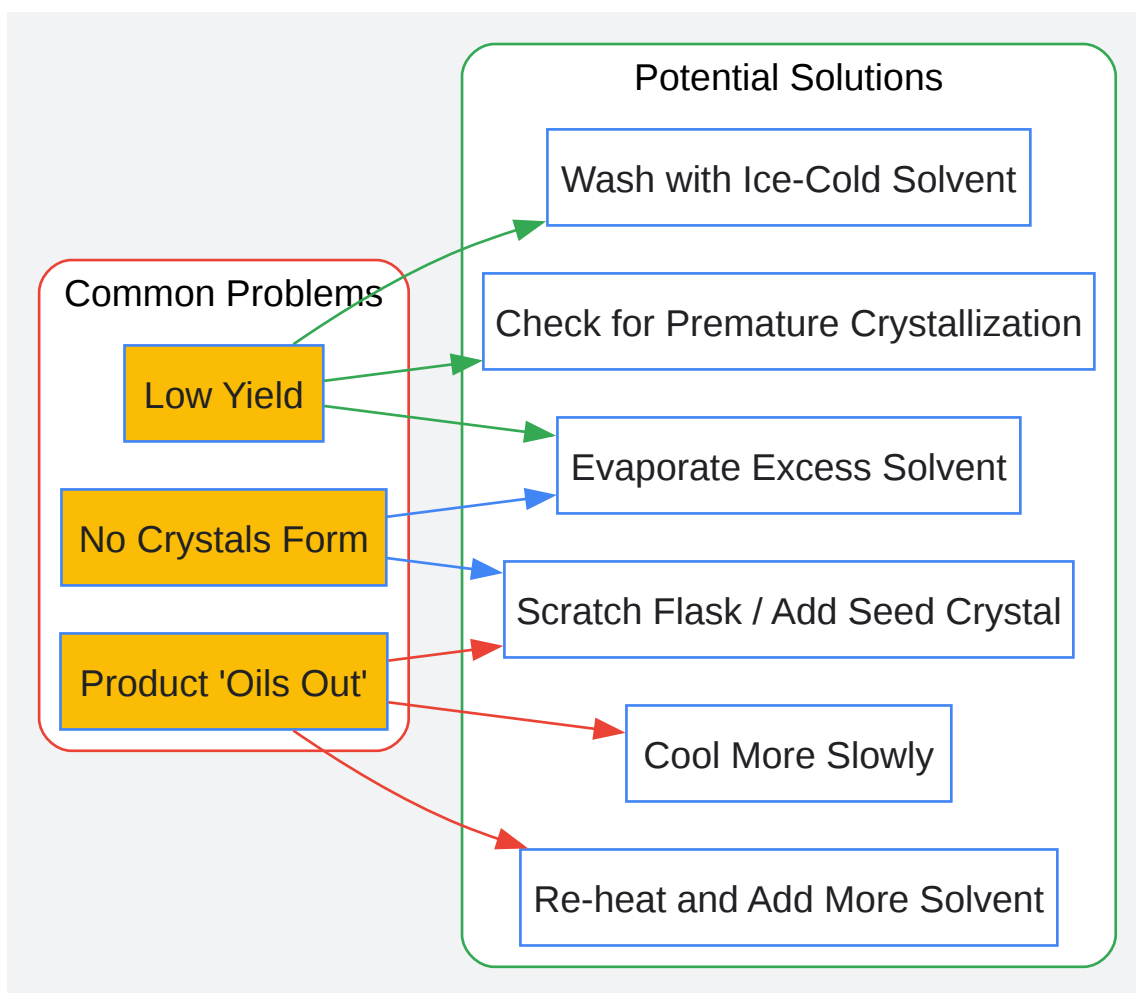 Potential Solutions
Wash with Ice-Cold Solvent
Check for Premature Crystallization
Evaporate Excess Solvent
Scratch Flask / Add Seed Crystal
Cool More Slowly
Re-heat and Add More Solvent
Common Problems
Low Yield
No Crystals Form
Product 'Oils Out'